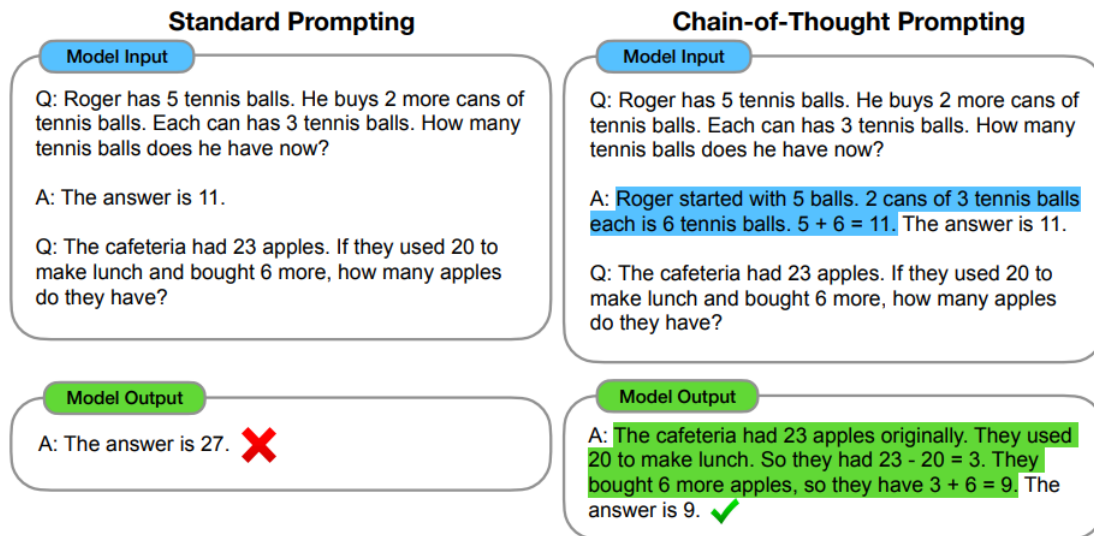 Standard Prompting
Model Input
Q: Roger has 5 tennis balls. He buys 2 more cans of
tennis balls. Each can has 3 tennis balls. How many
tennis balls does he have now?
A: The answer is 11.
Q: The cafeteria had 23 apples. If they used 20 to
make lunch and bought 6 more, how many apples
do they have?
Model Output
A: The answer is 27.
Chain-of-Thought Prompting
Model Input
Q: Roger has 5 tennis balls. He buys 2 more cans of
tennis balls. Each can has 3 tennis balls. How many
tennis balls does he have now?
A: Roger started with 5 balls. 2 cans of 3 tennis balls
each is 6 tennis balls. 5 + 6 = 11. The answer is 11.
Q: The cafeteria had 23 apples. If they used 20 to
make lunch and bought 6 more, how many apples
do they have?
Model Output
A: The cafeteria had 23 apples originally. They used
20 to make lunch. So they had 23 - 20 = 3. They
bought 6 more apples, so they have 3 + 6 = 9. The
answer is 9.